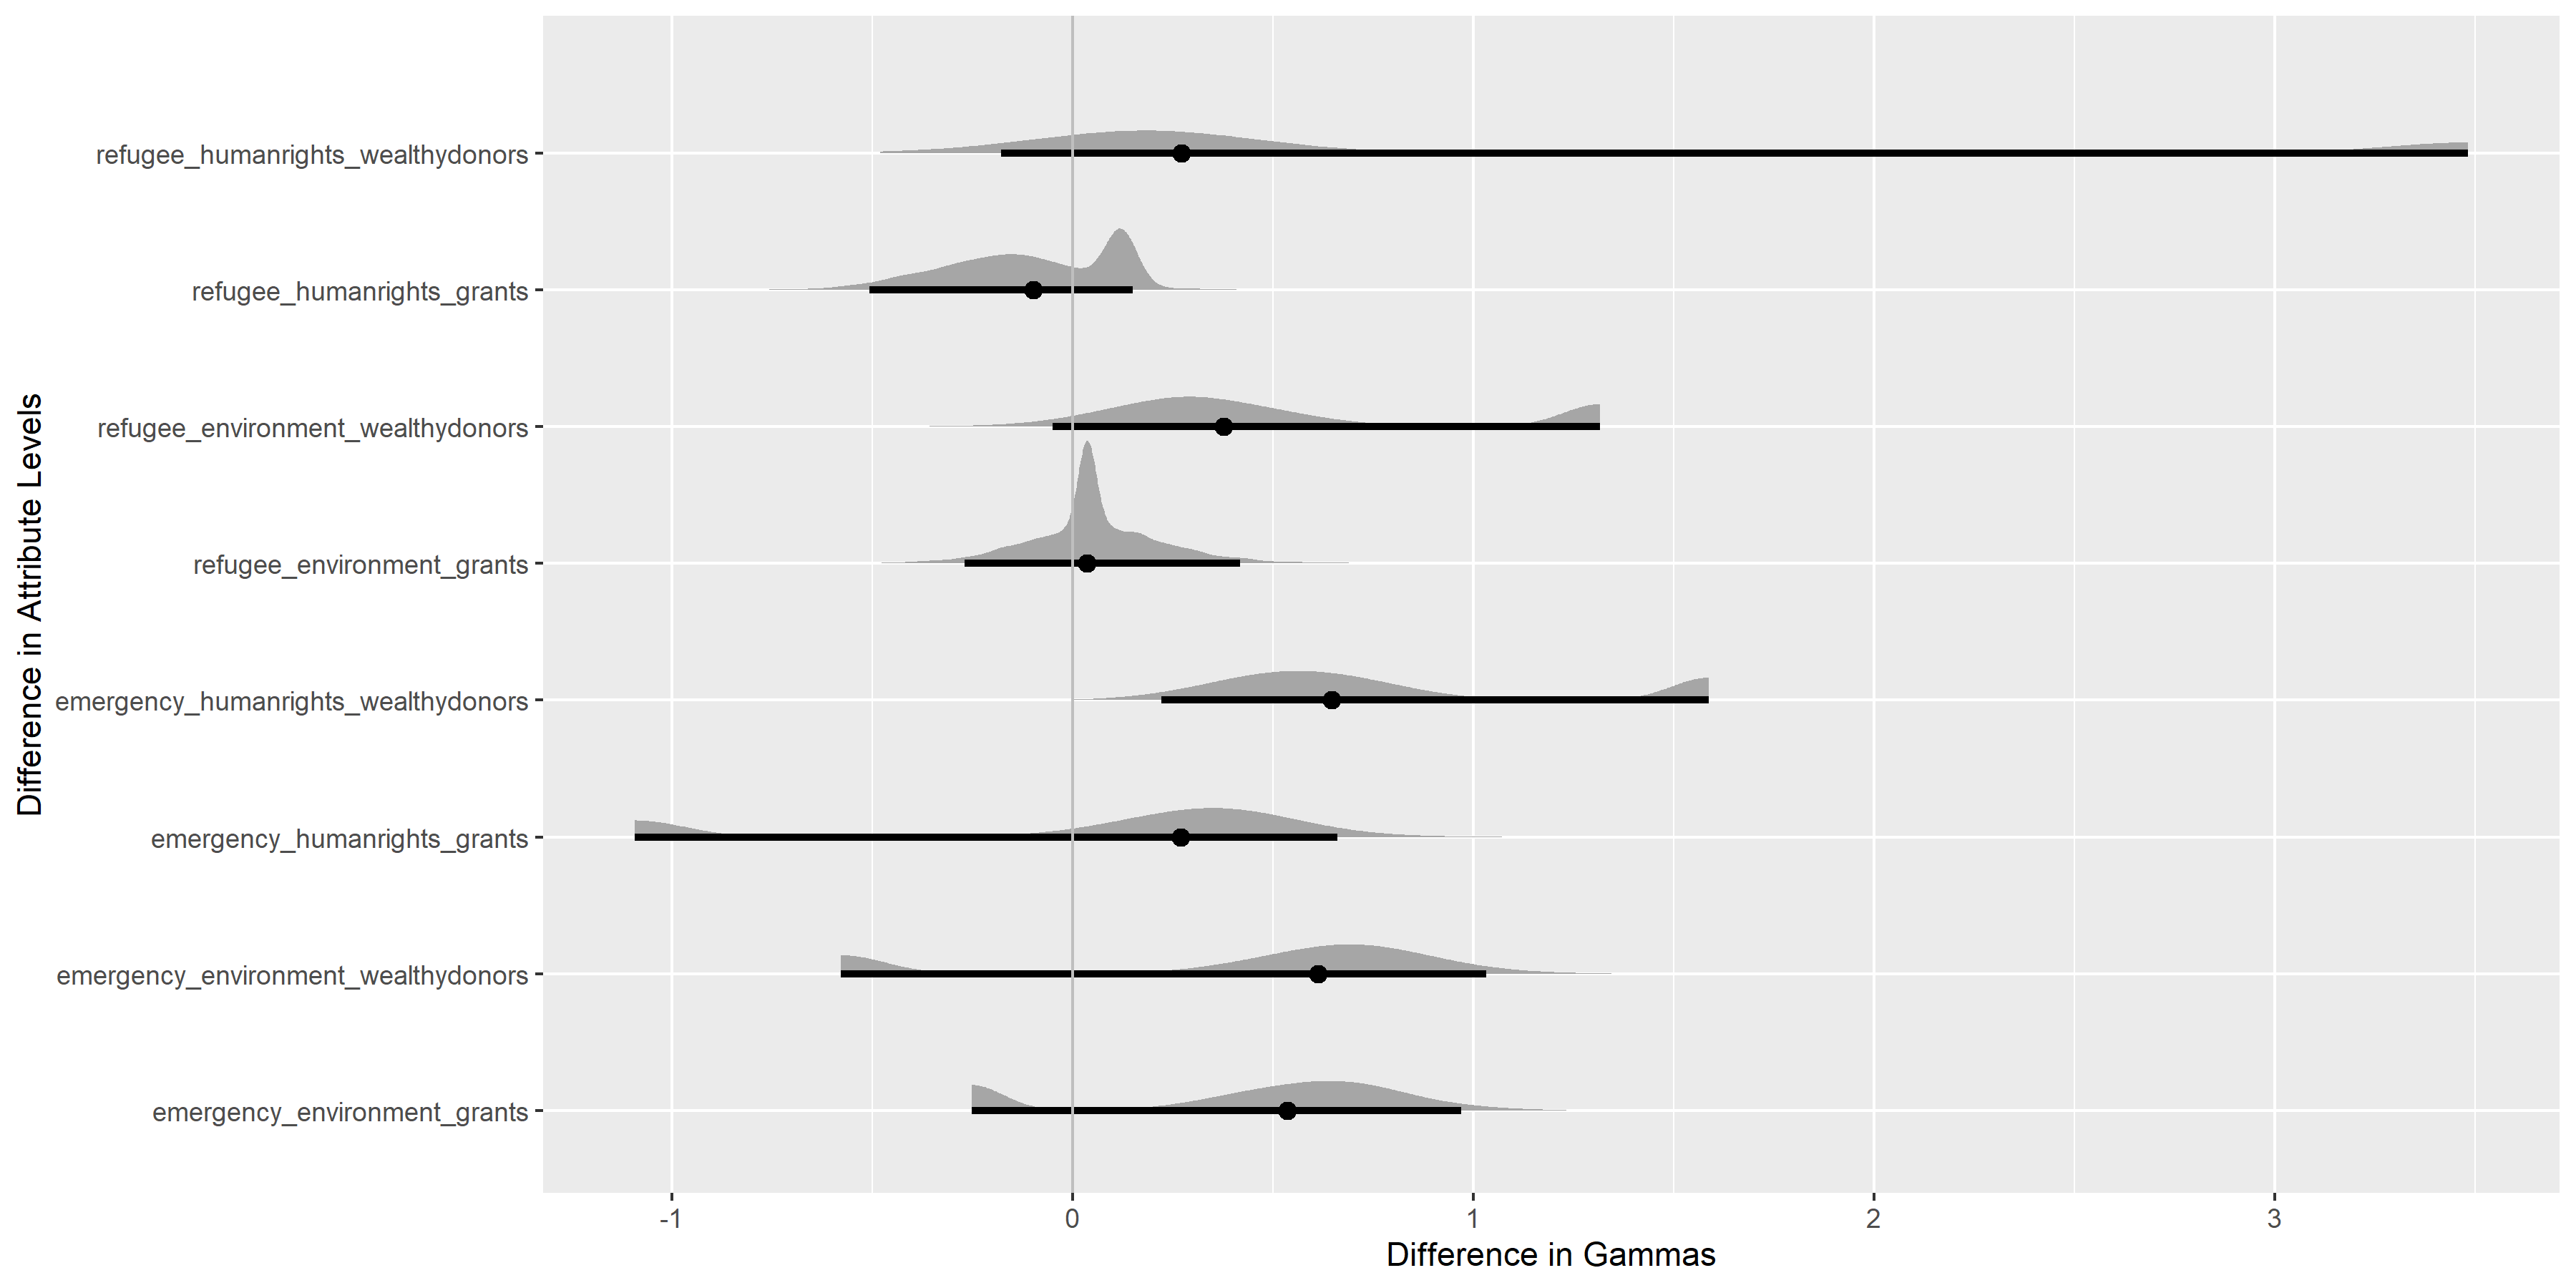 Difference in Attribute Levels
refugee_humanrights_wealthydonors
refugee_humanrights_grants
refugee_environment_wealthydonors
refugee_environment_grants
emergency_humanrights_wealthydonors
emergency_humanrights_grants
emergency_environment_wealthydonors
emergency_environment_grants
-1 0 1 2 3
Difference in Gammas